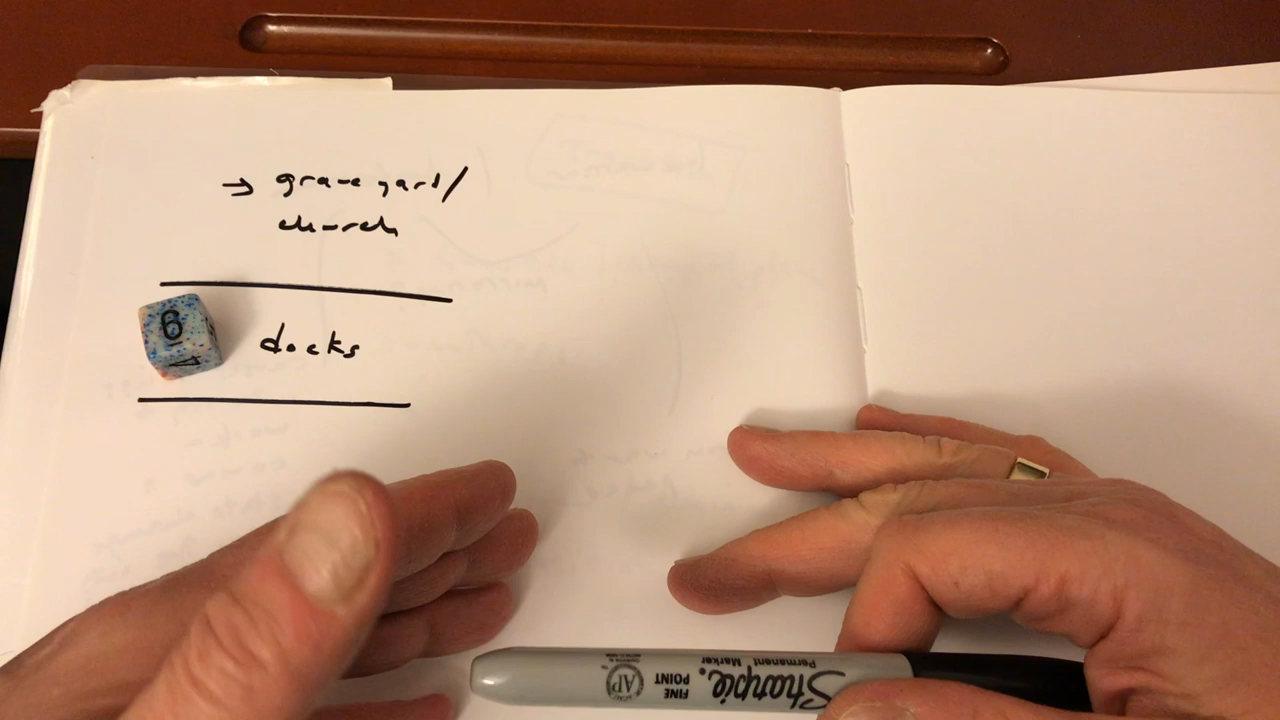 → graveyard/
church
6
docks
Sharpie.
Permanent Marker
FINE
POINT
AP